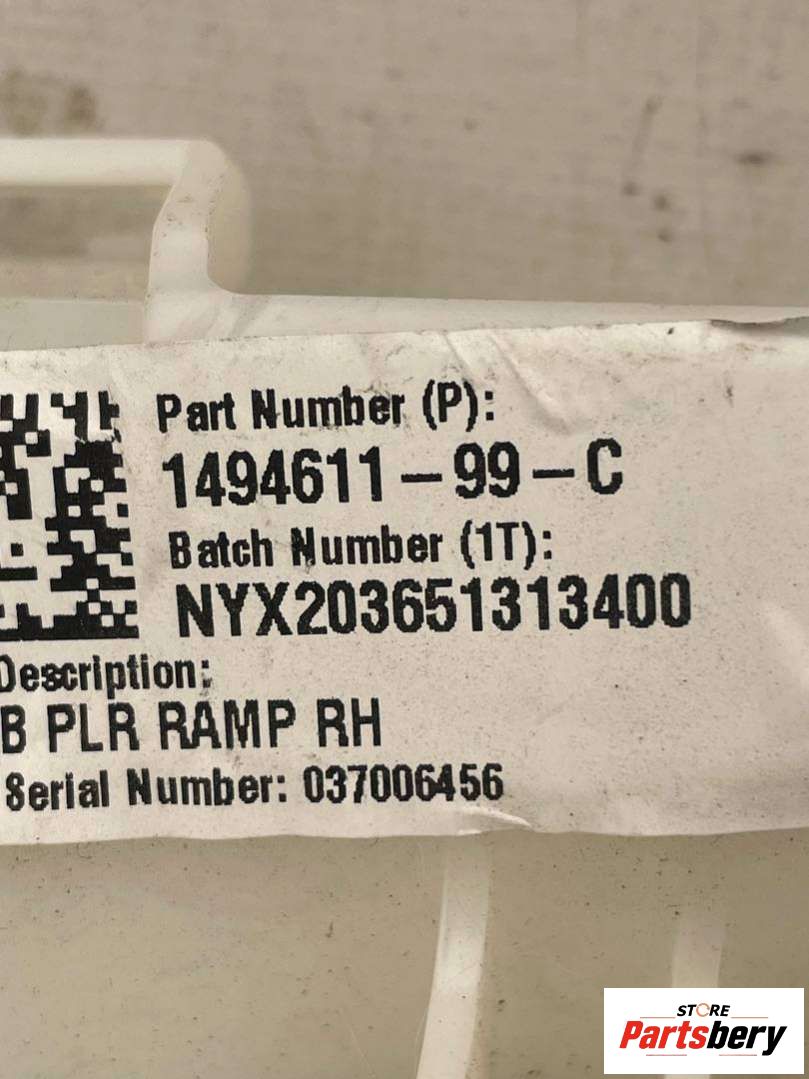 Part Number (P):
1494611-99-C
Batch Number (1T):
NYX203651313400
Description:
B PLR RAMP RH
Serial Number: 037006456
STORE
Partsbery